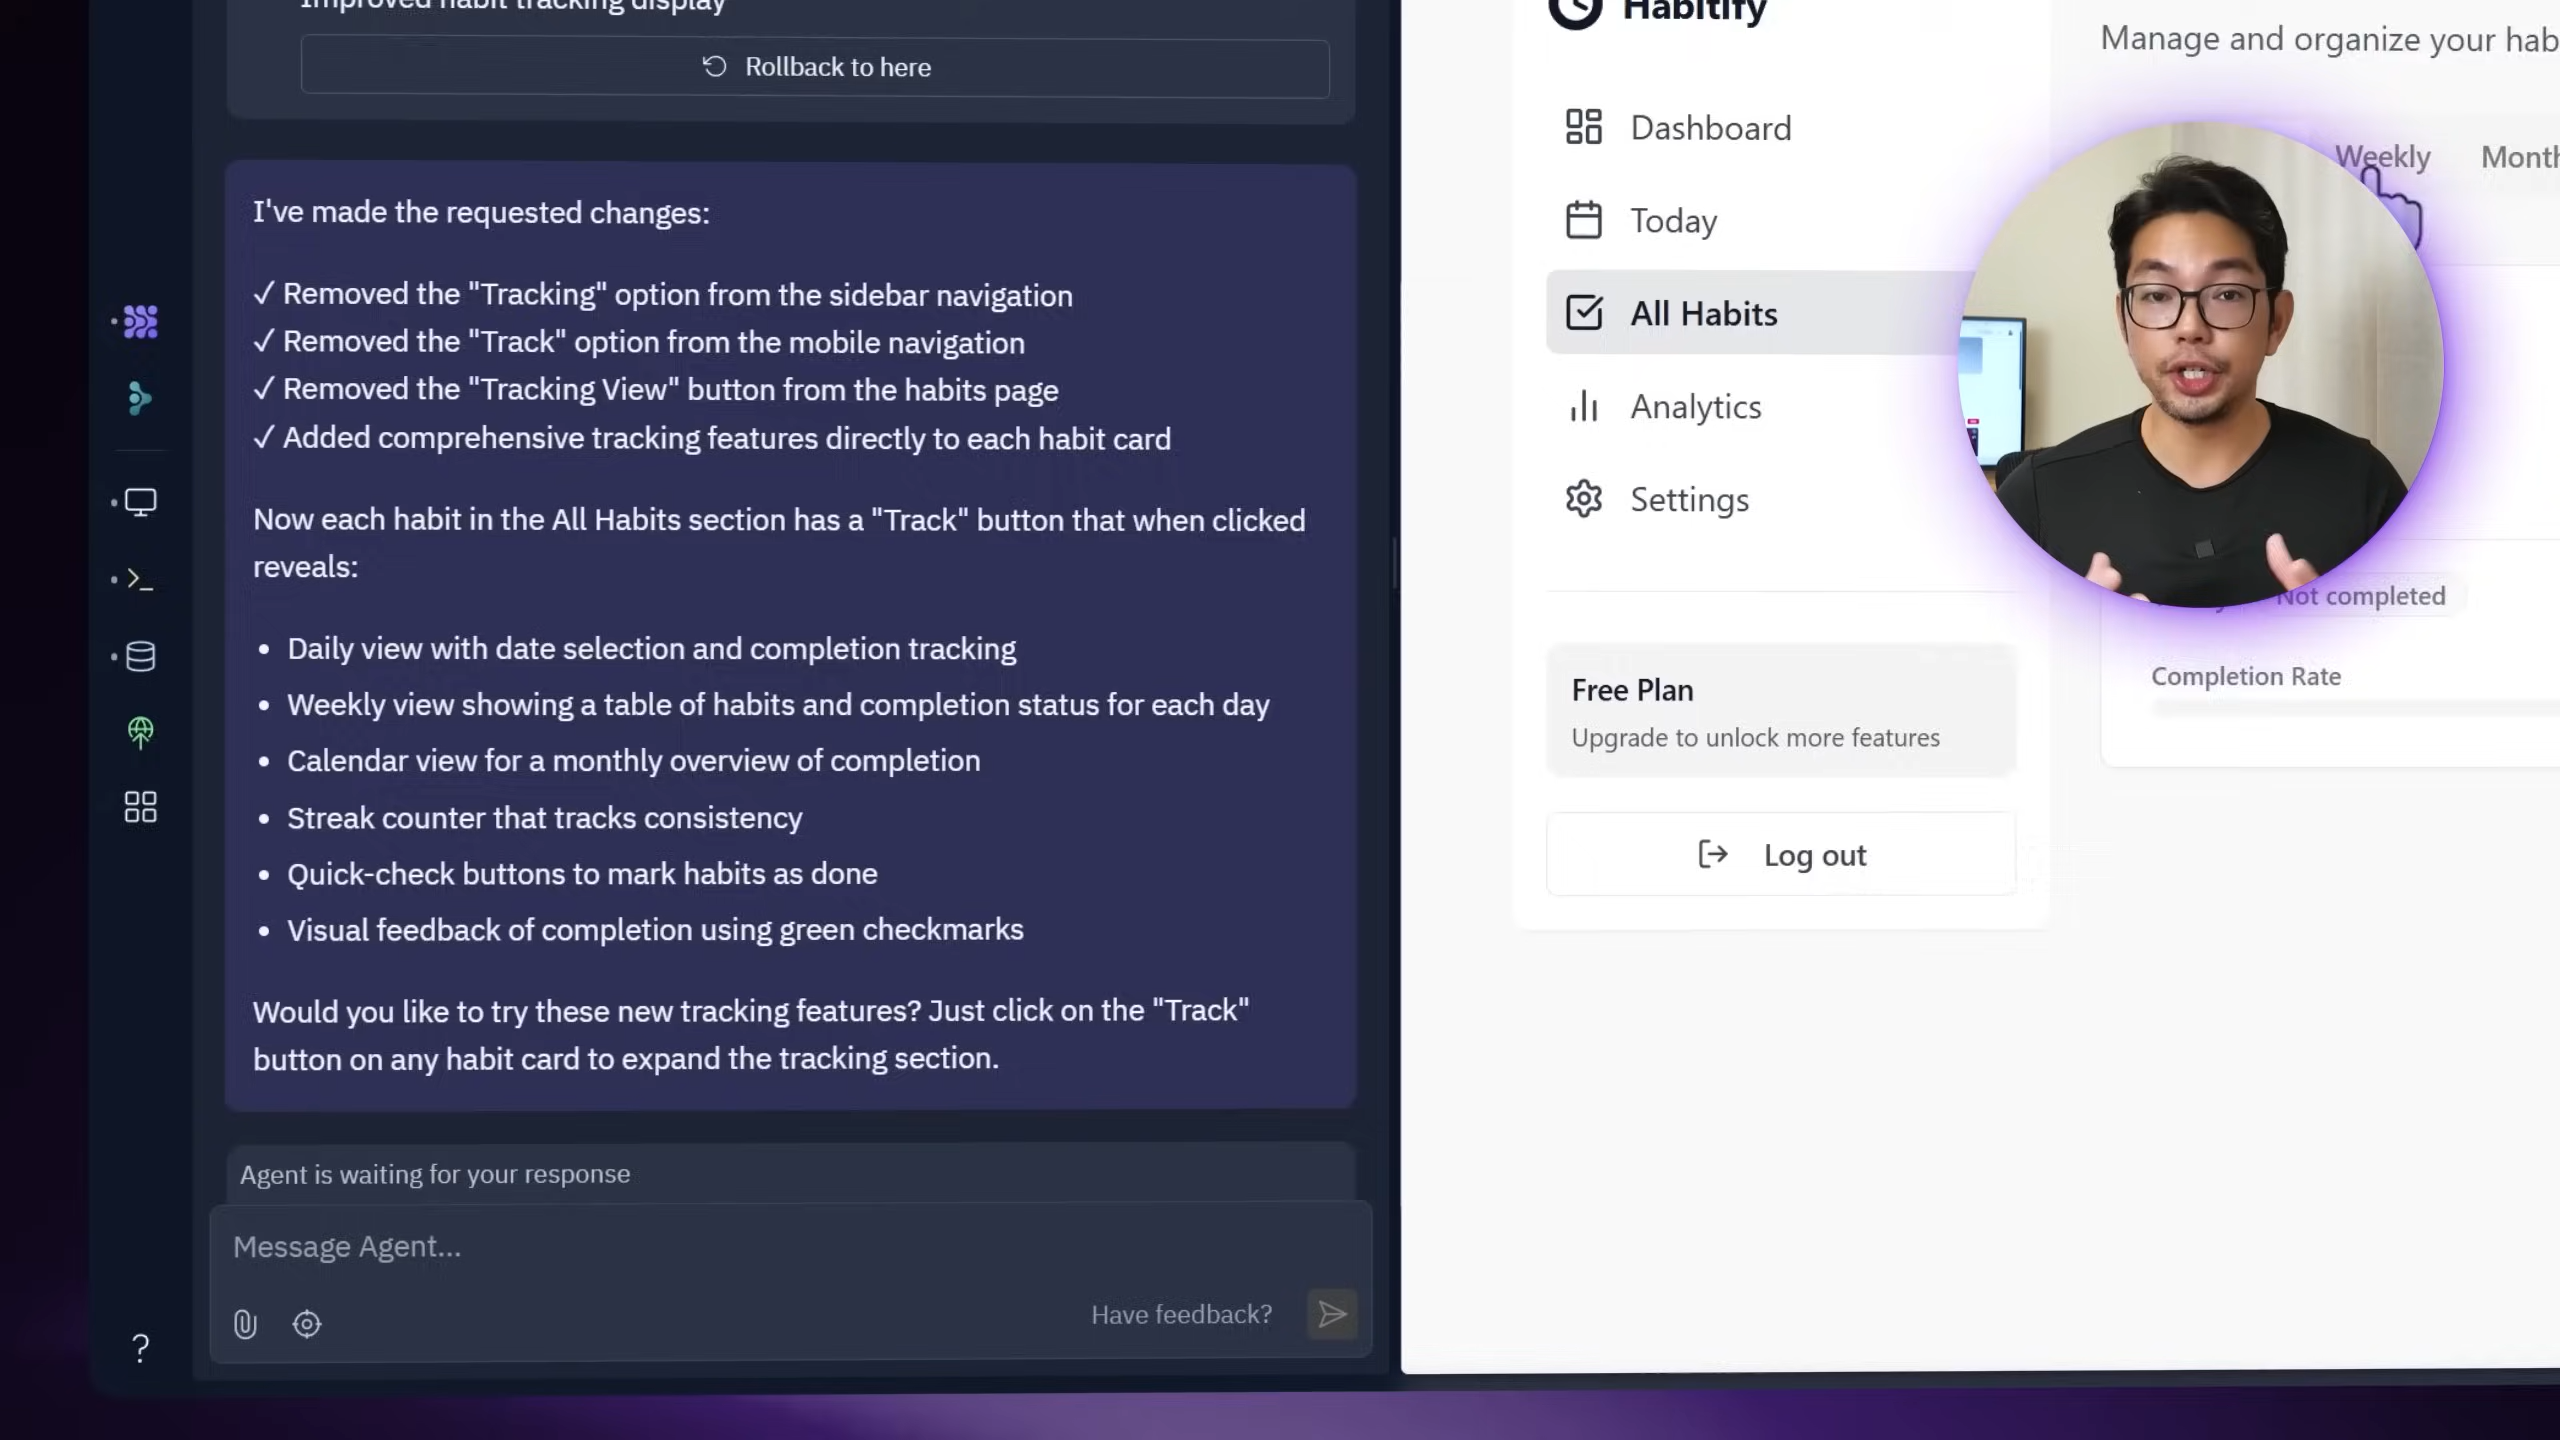 Improved habit tracking display
Rollback to here
I've made the requested changes:
✓ Removed the "Tracking" option from the sidebar navigation
✓ Removed the "Track" option from the mobile navigation
✓ Removed the "Tracking View" button from the habits page
✓ Added comprehensive tracking features directly to each habit card
Now each habit in the All Habits section has a "Track" button that when clicked
reveals:
• Daily view with date selection and completion tracking
• Weekly view showing a table of habits and completion status for each day
• Calendar view for a monthly overview of completion
• Streak counter that tracks consistency
• Quick-check buttons to mark habits as done
• Visual feedback of completion using green checkmarks
Would you like to try these new tracking features? Just click on the "Track"
button on any habit card to expand the tracking section.
Agent is waiting for your response
Message Agent...
Have feedback?
?
Habitify
Dashboard
Today
All Habits
Analytics
Settings
Free Plan
Upgrade to unlock more features
Log out
Manage and organize your hab
Weekly
Month
Not completed
Completion Rate